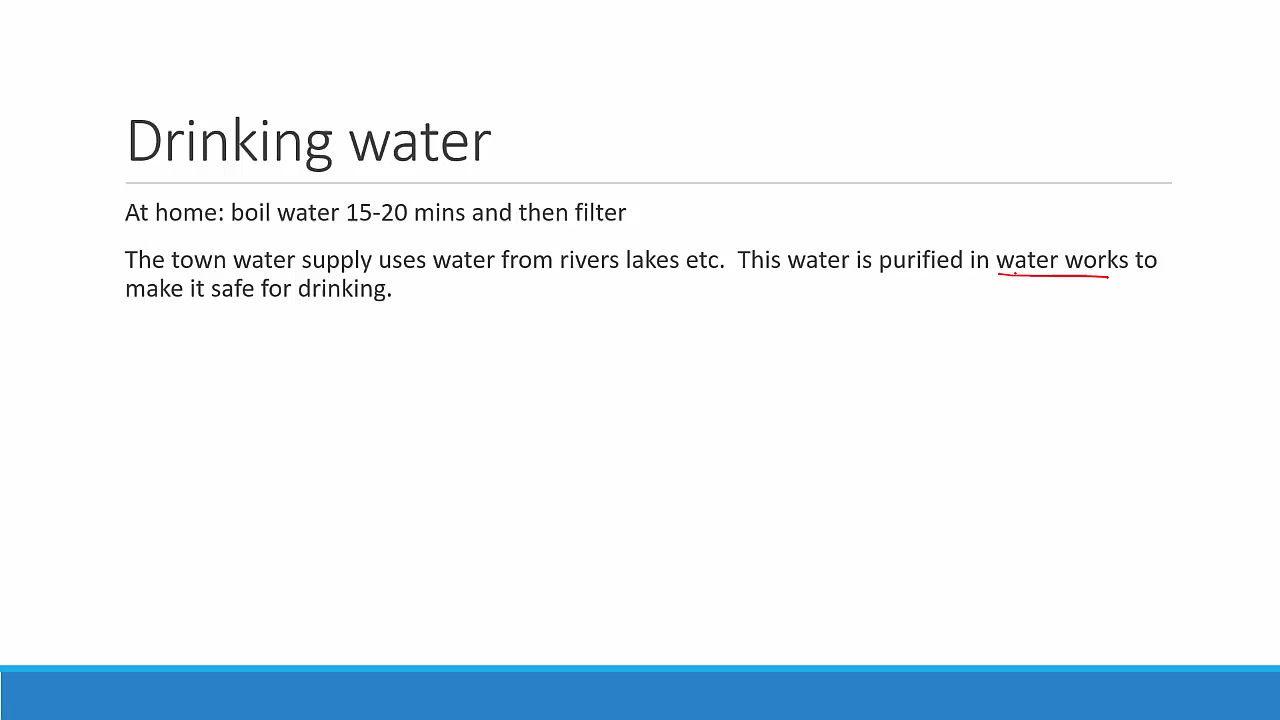 Drinking water
At home: boil water 15-20 mins and then filter
The town water supply uses water from rivers lakes etc.  This water is purified in water works to
make it safe for drinking.